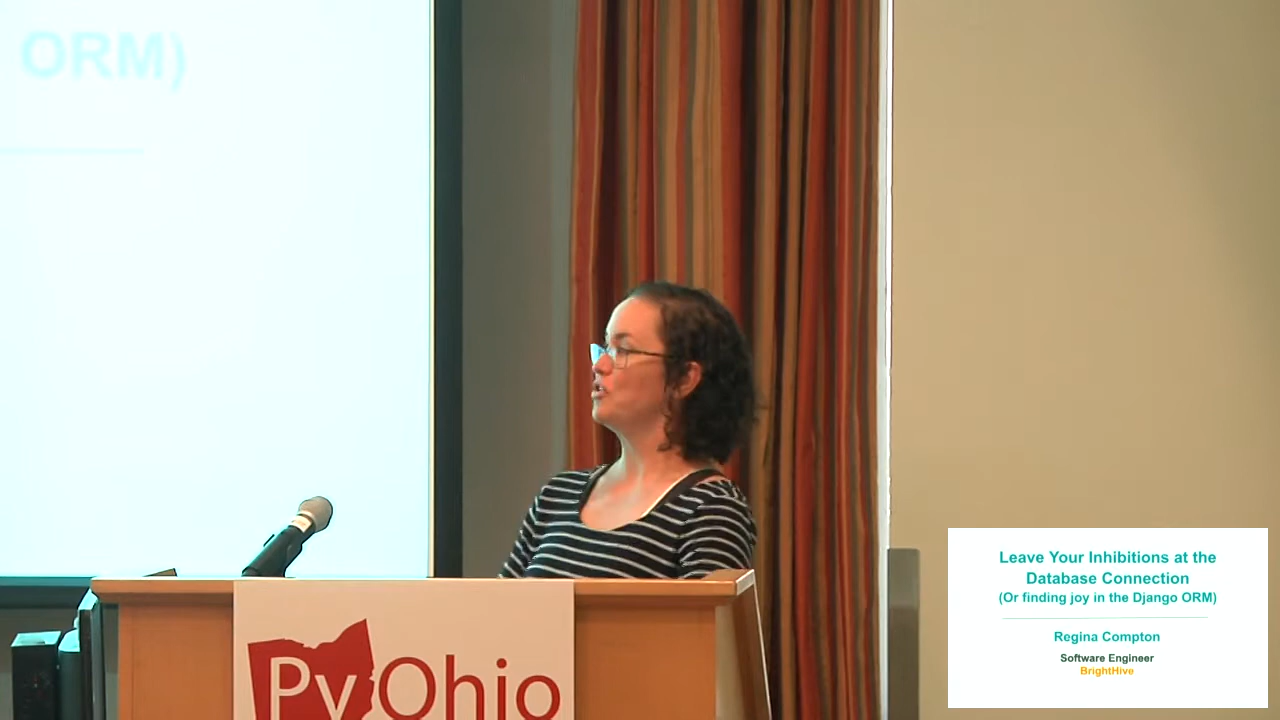 ORM)
PyOhio
Leave Your Inhibitions at the
Database Connection
(Or finding joy in the Django ORM)
Regina Compton
Software Engineer
BrightHive